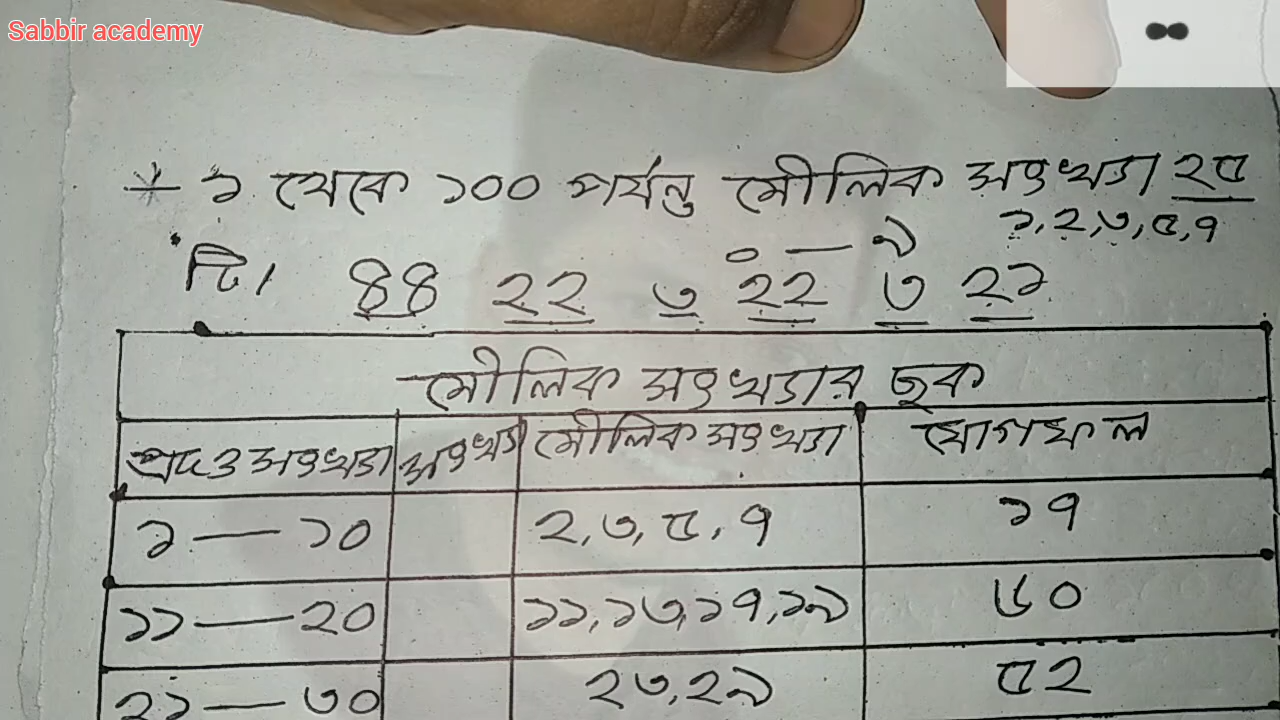 Sabbir academy
* ১ থেকে ১০০ পর্যন্ত মৌলিক সংখ্যা ২৫
১,২,৩,৫,৭
০ — ৯
টি। ৪৪ ২২ ৩ ২২ ৩ ২১
মৌলিক সংখ্যার ছক
প্রদত্ত সংখ্যা সংখ্যা মৌলিক সংখ্যা যোগফল
১ — ১০ ২,৩,৫,৭ ১৭
১১ — ২০ ১১,১৩,১৭,১৯ ৬০
২১ — ৩০ ২৩,২৯ ৫২